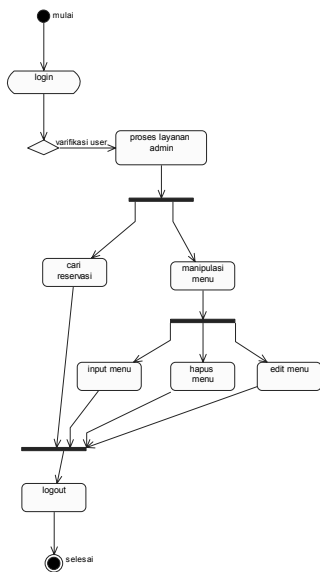 mulai
login
varifikasi user
proses layanan
admin
cari
reservasi
manipulasi
menu
input menu
hapus
menu
edit menu
logout
selesai